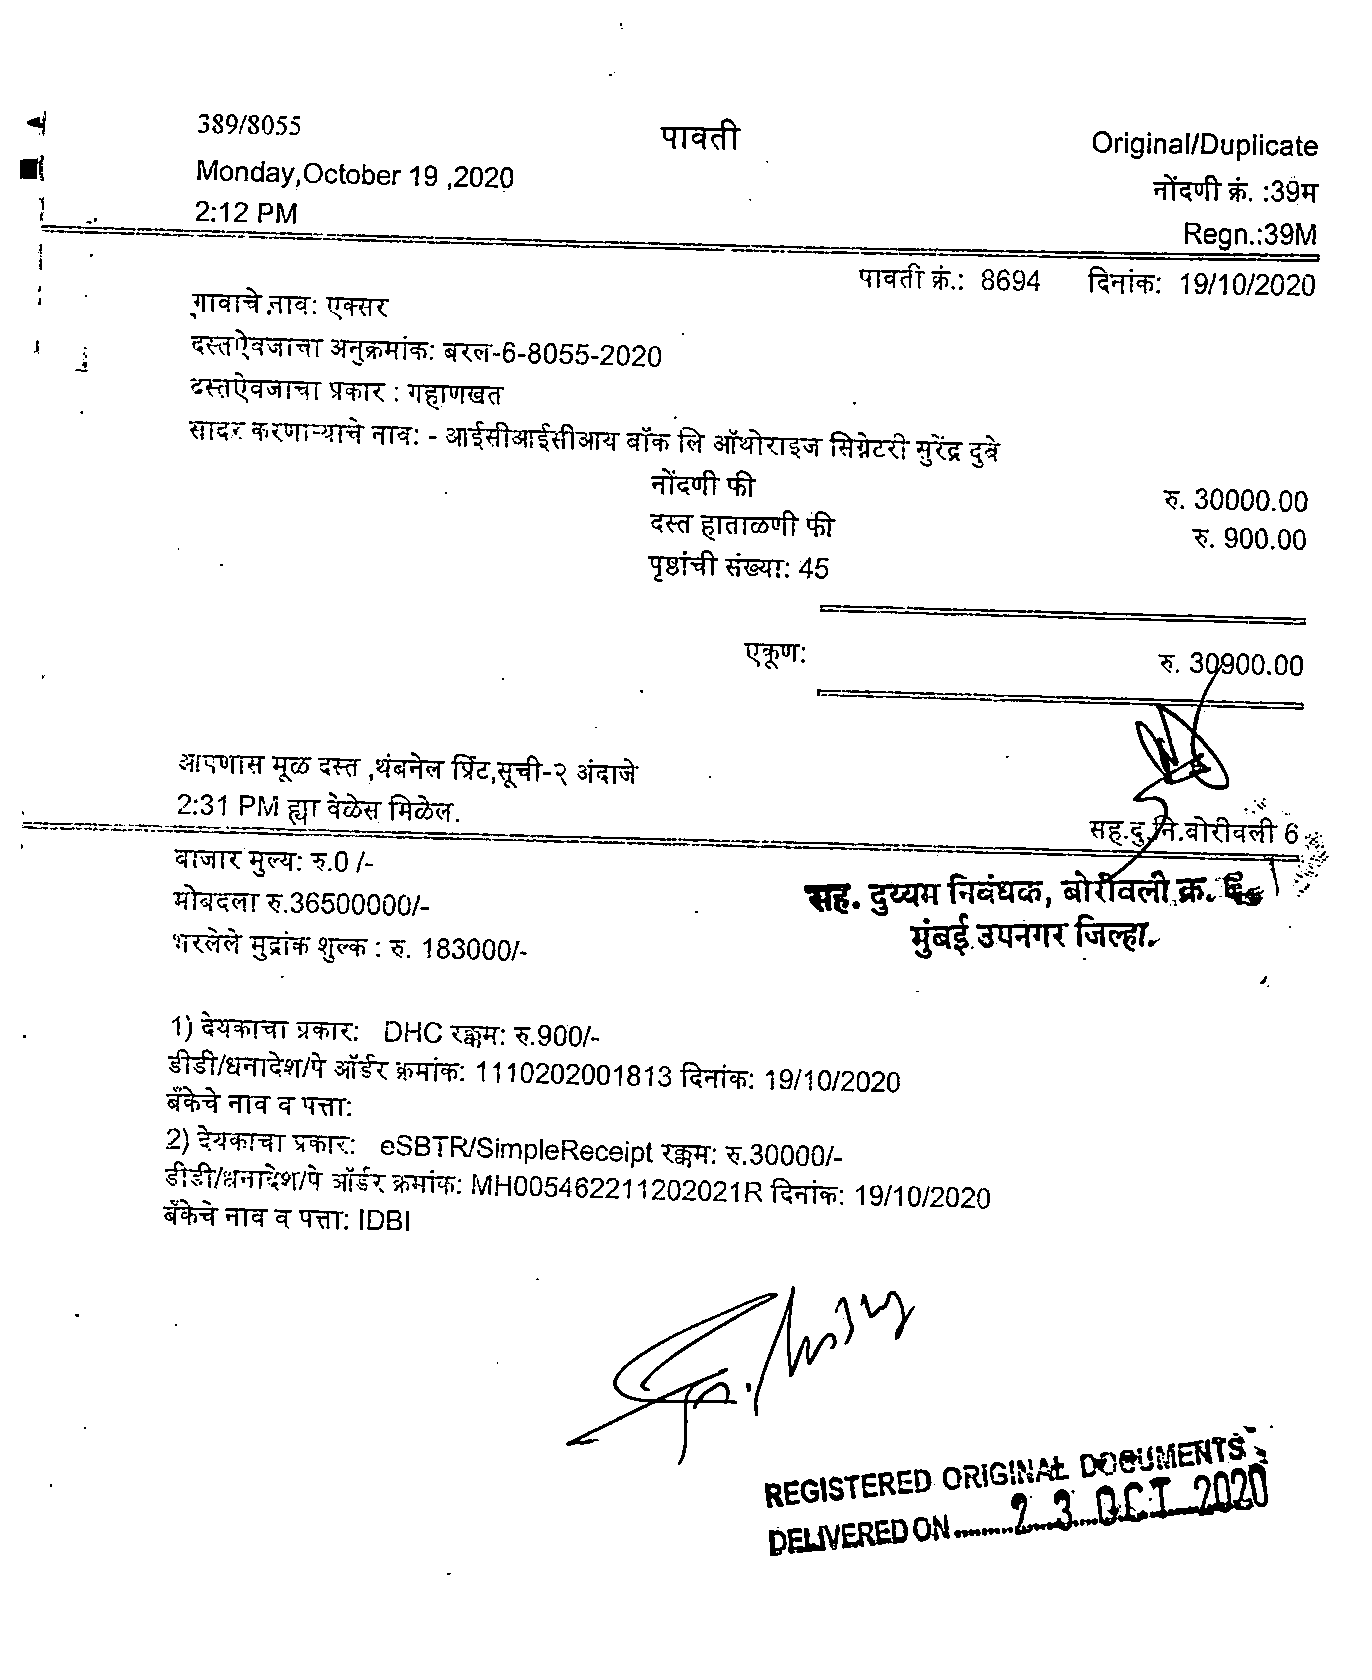 389/8055
पावती
Original/Duplicate
Monday,October 19 ,2020
नोंदणी क्रं. :39म
2:12 PM
Regn.:39M
पावती क्रं.: 8694 दिनांक: 19/10/2020
गावाचे नाव: एक्सर
दस्तऐवजाचा अनुक्रमांक: बरल-6-8055-2020
दस्तऐवजाचा प्रकार : गहाणखत
सादर करणाऱ्याचे नाव: - आईसीआईसीआय बॉक लि ऑथोराइज सिग्नेटरी सुरेंद्र दुबे
नोंदणी फी रु. 30000.00
दस्त हाताळणी फी रु. 900.00
पृष्ठांची संख्या: 45
एकूण: रु. 30900.00
आपणास मूळ दस्त ,थंबनेल प्रिंट,सूची-२ अंदाजे
2:31 PM ह्या वेळेस मिळेल.
सह.दु.नि.बोरीवली 6
बाजार मुल्य: रु.0 /-
मोबदला रु.36500000/-
भरलेले मुद्रांक शुल्क : रु. 183000/-
सह. दुय्यम निबंधक, बोरीवली क्र. ६,
मुंबई उपनगर जिल्हा.
1) देयकाचा प्रकार: DHC रक्कम: रु.900/-
डीडी/धनादेश/पे ऑर्डर क्रमांक: 1110202001813 दिनांक: 19/10/2020
बँकेचे नाव व पत्ता:
2) देयकाचा प्रकार: eSBTR/SimpleReceipt रक्कम: रु.30000/-
डीडी/धनादेश/पे ऑर्डर क्रमांक: MH005462211202021R दिनांक: 19/10/2020
बँकेचे नाव व पत्ता: IDBI
REGISTERED ORIGINAL DOCUMENTS
DELIVERED ON 23 OCT 2020